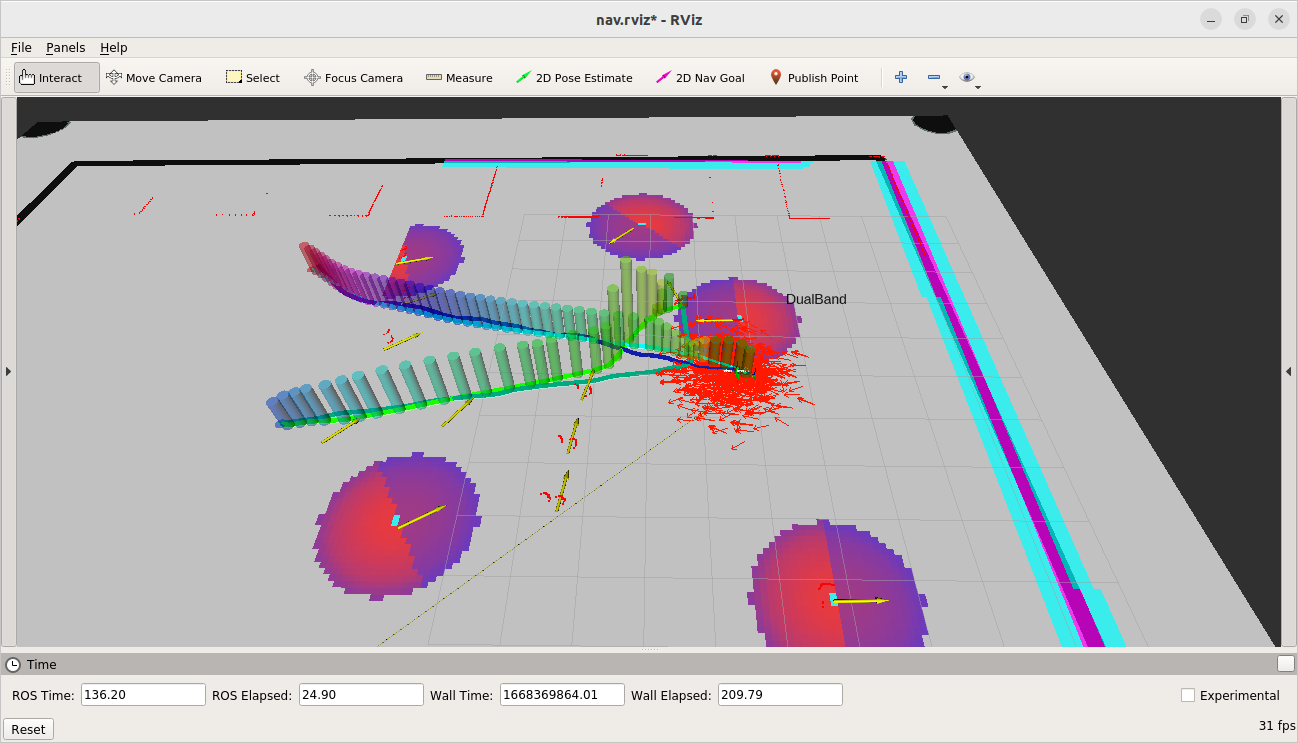 nav.rviz* - RViz
File Panels Help
Interact Move Camera Select Focus Camera Measure 2D Pose Estimate 2D Nav Goal Publish Point
DualBand
Time
ROS Time: 136.20 ROS Elapsed: 24.90 Wall Time: 1668369864.01 Wall Elapsed: 209.79 Experimental
Reset 31 fps